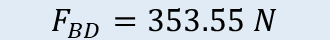 F_BD = 353.55 N